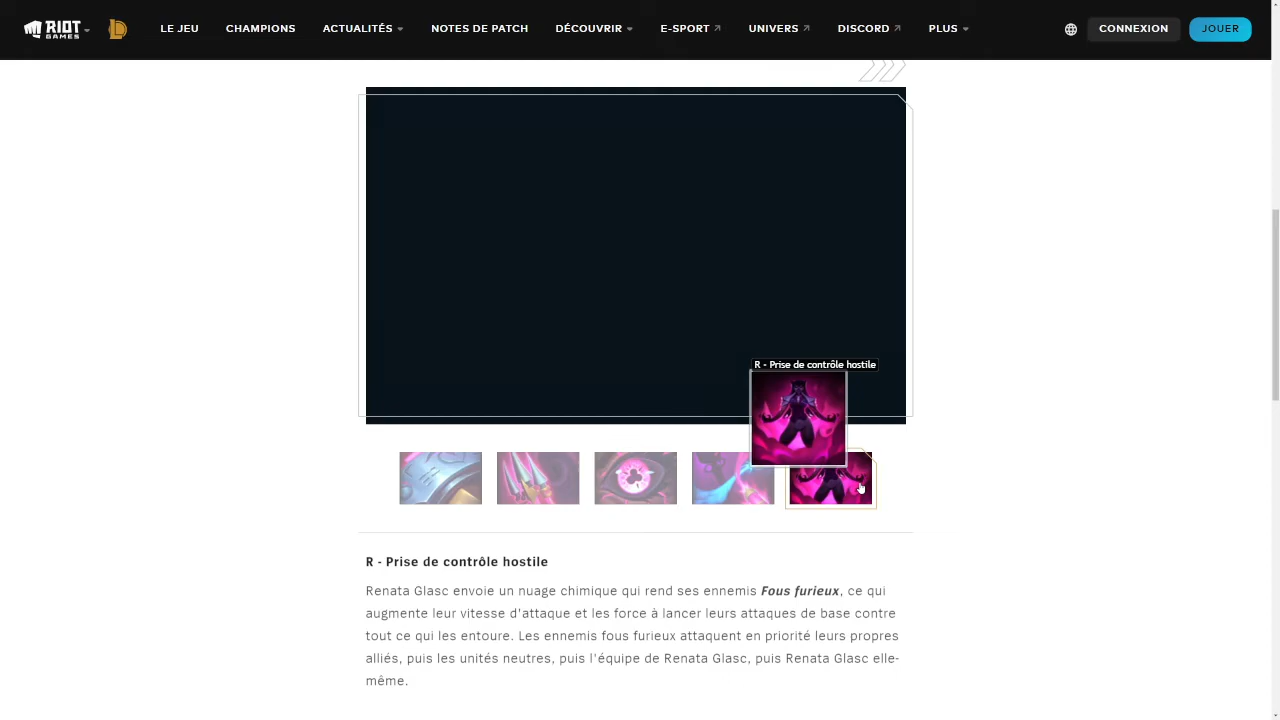 RIOT GAMES
LE JEU CHAMPIONS ACTUALITÉS NOTES DE PATCH DÉCOUVRIR E-SPORT UNIVERS DISCORD PLUS CONNEXION JOUER
R - Prise de contrôle hostile
R - Prise de contrôle hostile
Renata Glasc envoie un nuage chimique qui rend ses ennemis Fous furieux, ce qui
augmente leur vitesse d'attaque et les force à lancer leurs attaques de base contre
tout ce qui les entoure. Les ennemis fous furieux attaquent en priorité leurs propres
alliés, puis les unités neutres, puis l'équipe de Renata Glasc, puis Renata Glasc elle-
même.